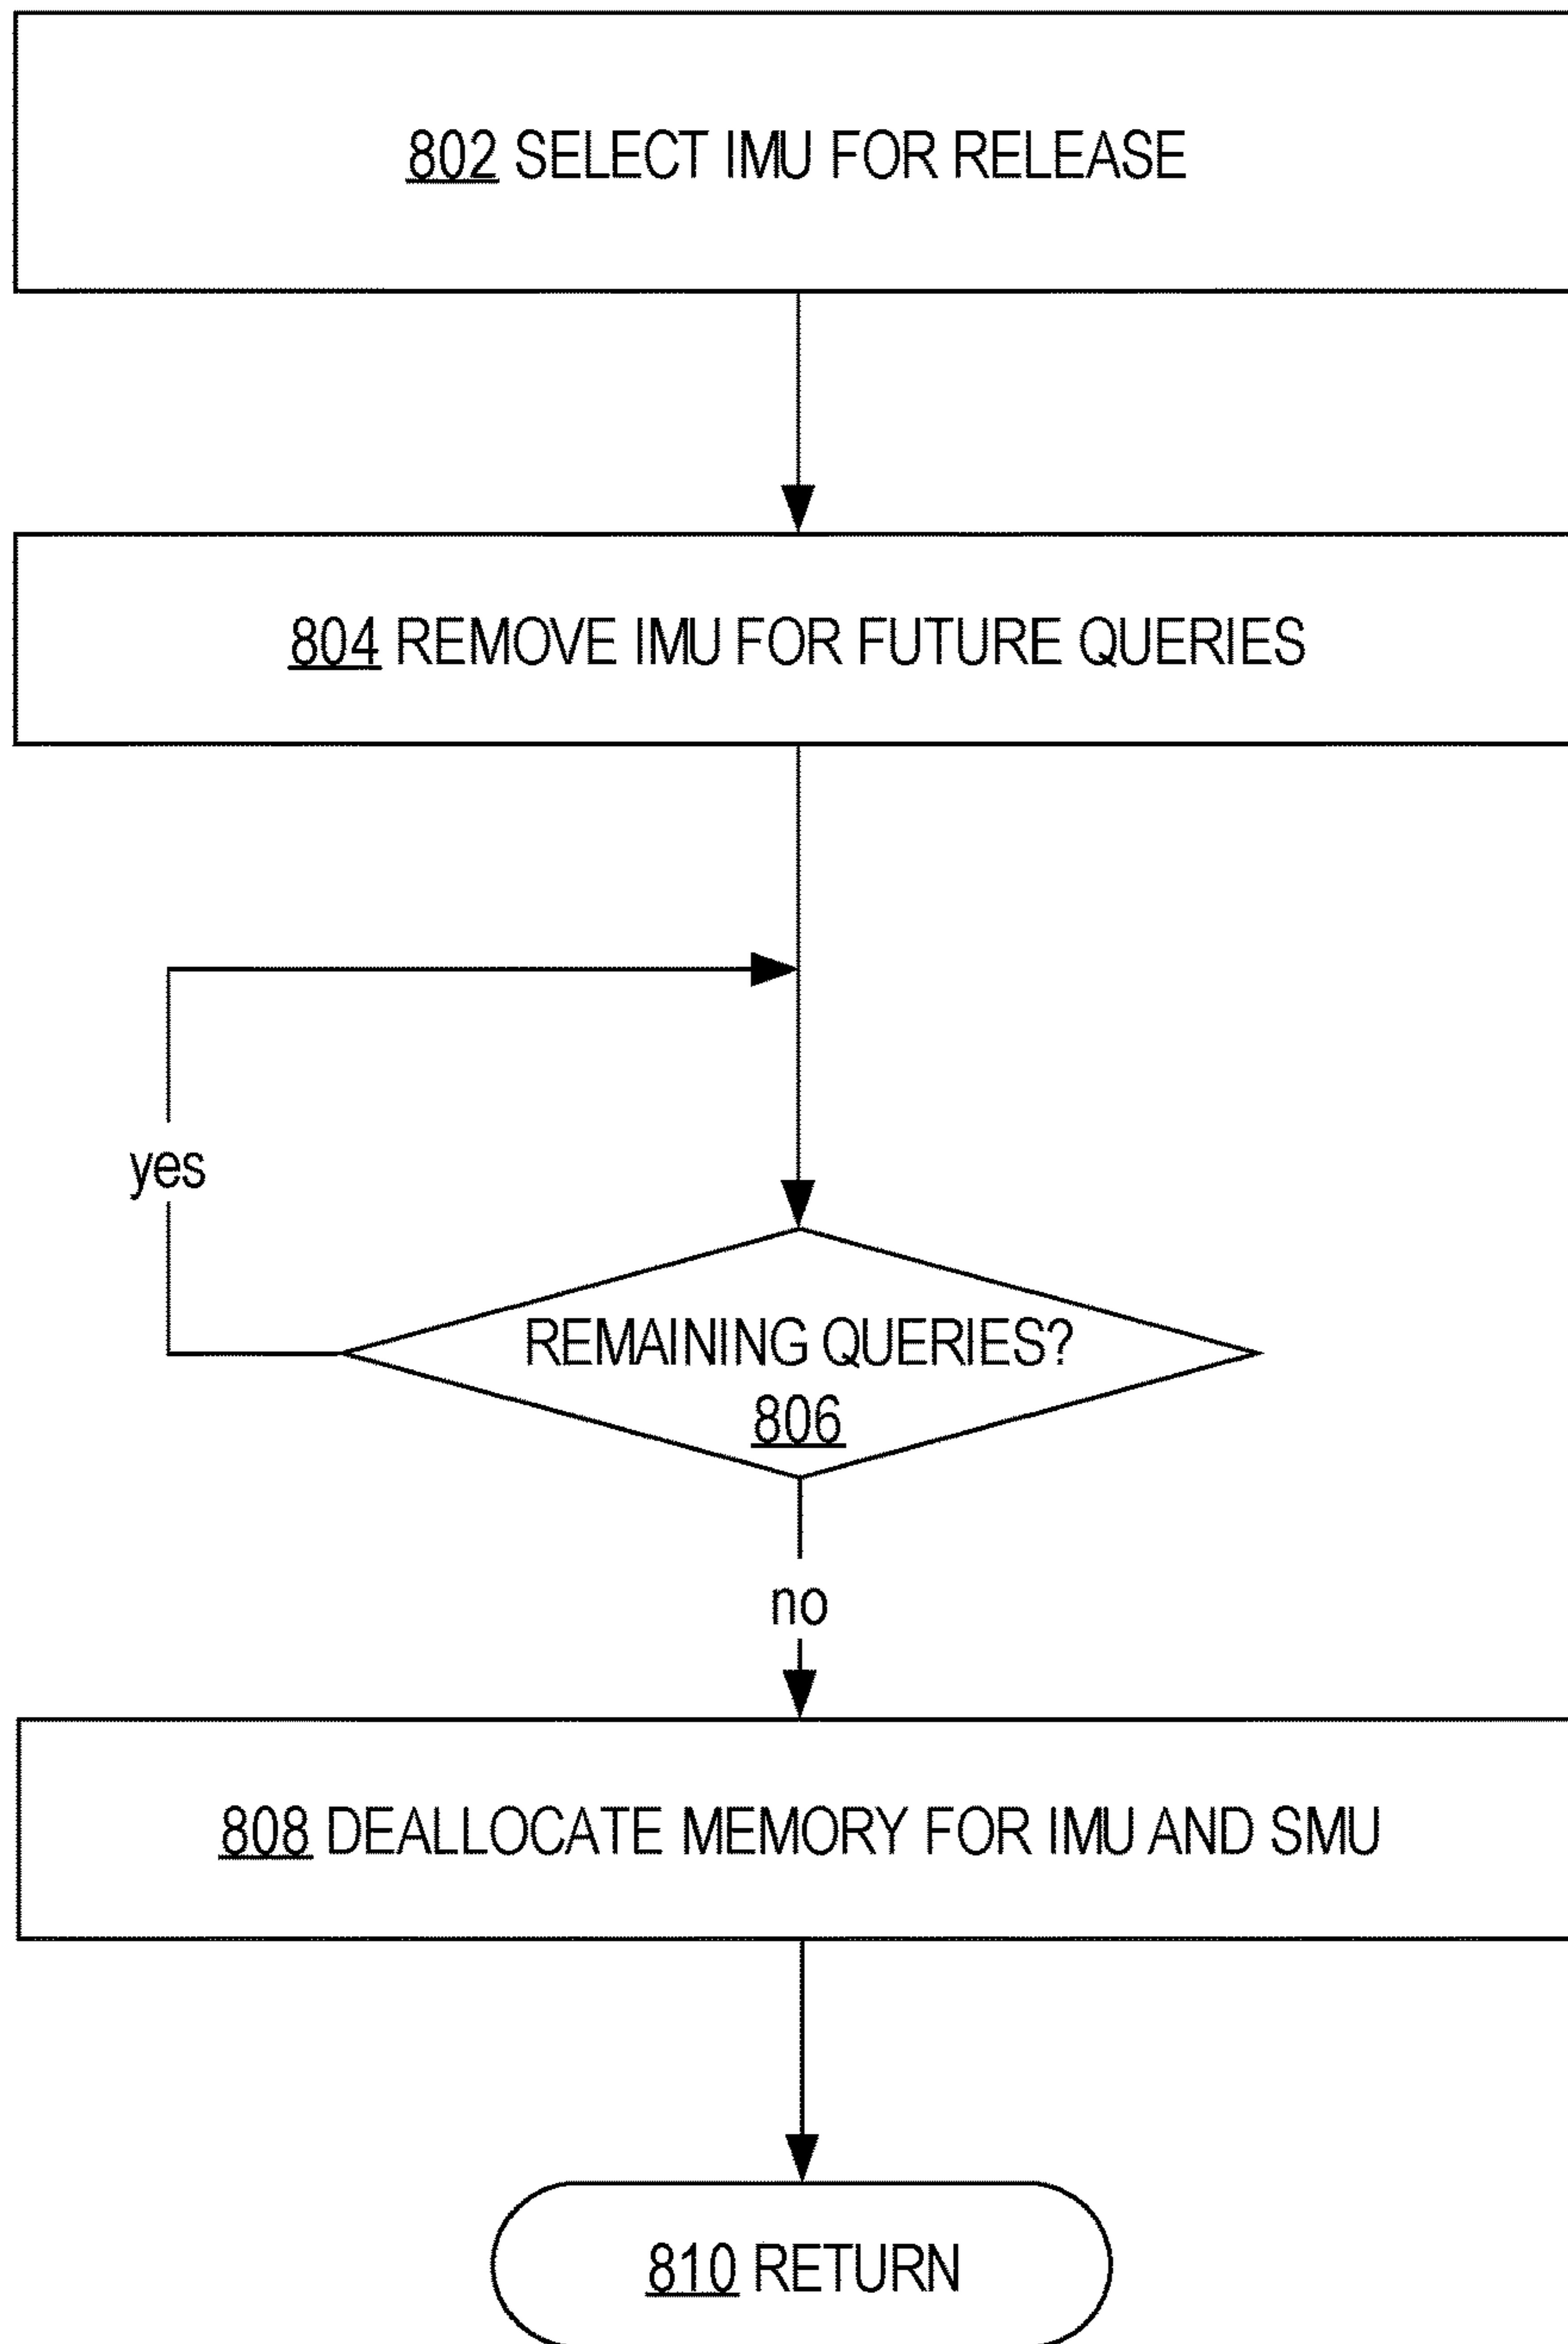 802 SELECT IMU FOR RELEASE
804 REMOVE IMU FOR FUTURE QUERIES
yes
REMAINING QUERIES?
806
no
808 DEALLOCATE MEMORY FOR IMU AND SMU
810 RETURN